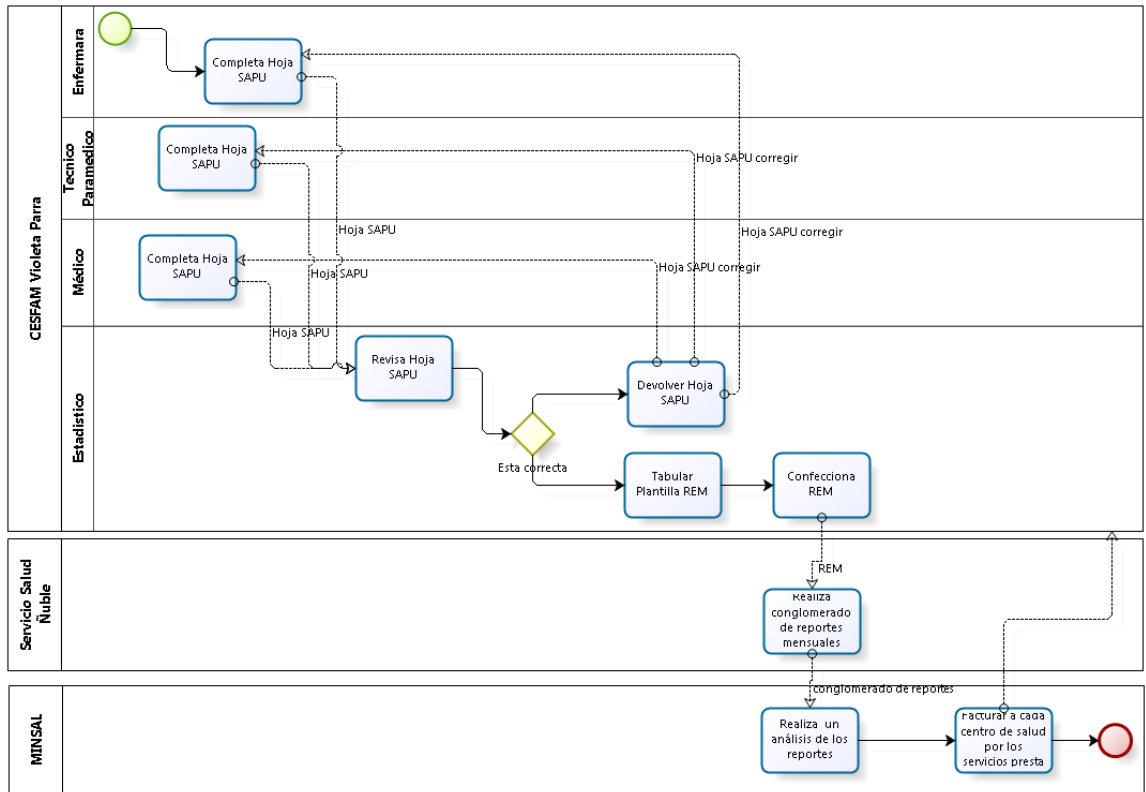 CESFAM Violeta Parra
Enfermara
Completa Hoja
SAPU
Tecnico
Paramedico
Completa Hoja
SAPU
Hoja SAPU corregir
Médico
Completa Hoja
SAPU
Hoja SAPU
Hoja SAPU corregir
Hoja SAPU
Hoja SAPU corregir
Hoja SAPU
Estadistico
Revisa Hoja
SAPU
Devolver Hoja
SAPU
Esta correcta
Tabular
Plantilla REM
Confecciona
REM
Servicio Salud
Ñuble
REM
Realiza
conglomerado
de reportes
mensuales
conglomerado de reportes
MINSAL
Realiza un
análisis de los
reportes
Facturar a cada
centro de salud
por los
servicios presta